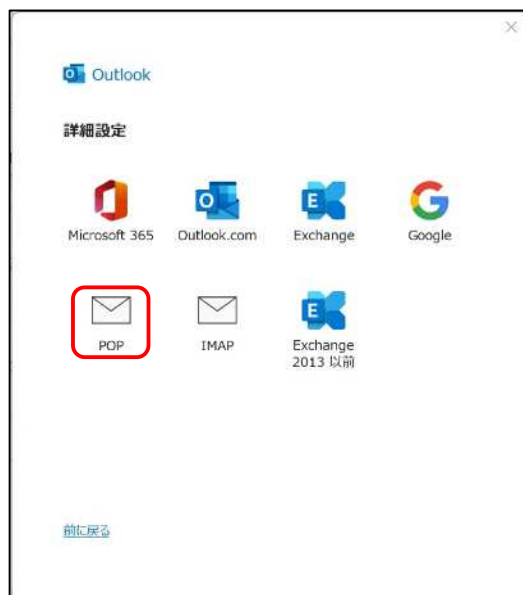 Outlook
詳細設定
Microsoft 365
Outlook.com
Exchange
Google
POP
IMAP
Exchange
2013 以前
前に戻る